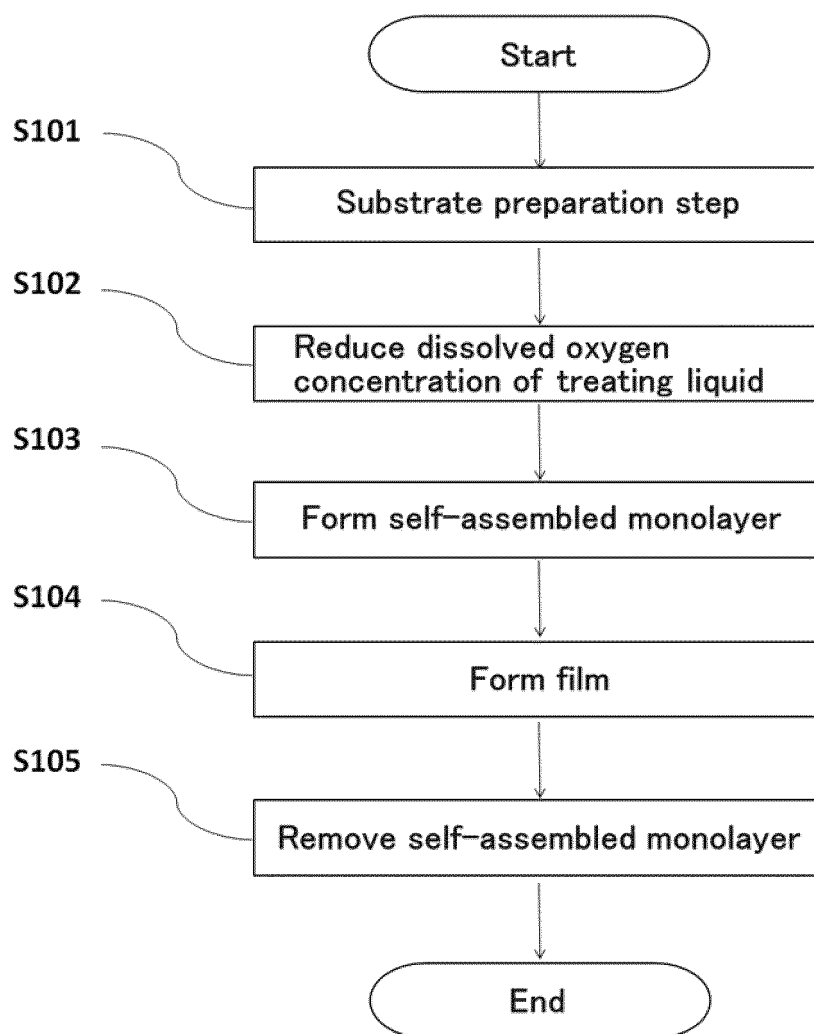 Start
S101
Substrate preparation step
S102
Reduce dissolved oxygen
concentration of treating liquid
S103
Form self-assembled monolayer
S104
Form film
S105
Remove self-assembled monolayer
End